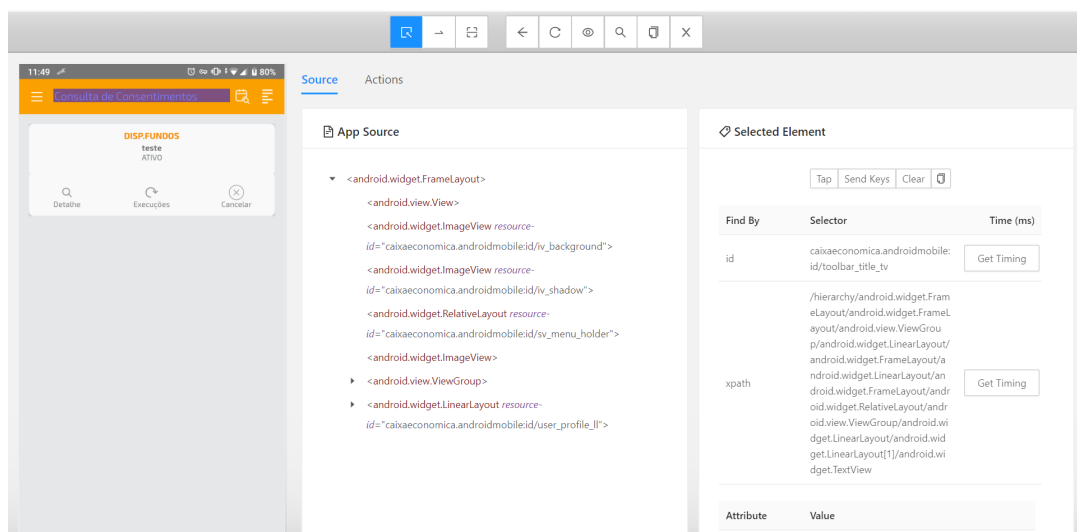 11:49 80%
Consulta de Consentimentos
DISP.FUNDOS
teste
ATIVO
Detalhe Execuções Cancelar
Source Actions
App Source
<android.widget.FrameLayout>
<android.view.View>
<android.widget.ImageView resource-
id="caixaeconomica.androidmobile:id/iv_background">
<android.widget.ImageView resource-
id="caixaeconomica.androidmobile:id/iv_shadow">
<android.widget.RelativeLayout resource-
id="caixaeconomica.androidmobile:id/sv_menu_holder">
<android.widget.ImageView>
<android.view.ViewGroup>
<android.widget.LinearLayout resource-
id="caixaeconomica.androidmobile:id/user_profile_ll">
Selected Element
Tap Send Keys Clear
Find By Selector Time (ms)
id
caixaeconomica.androidmobile:
id/toolbar_title_tv
Get Timing
xpath
/hierarchy/android.widget.Fram
eLayout/android.widget.FrameL
ayout/android.view.ViewGrou
p/android.widget.LinearLayout/
android.widget.FrameLayout/a
ndroid.widget.LinearLayout/an
droid.widget.FrameLayout/andr
oid.widget.RelativeLayout/andr
oid.view.ViewGroup/android.wi
dget.LinearLayout/android.wid
get.LinearLayout[1]/android.wi
dget.TextView
Get Timing
Attribute Value